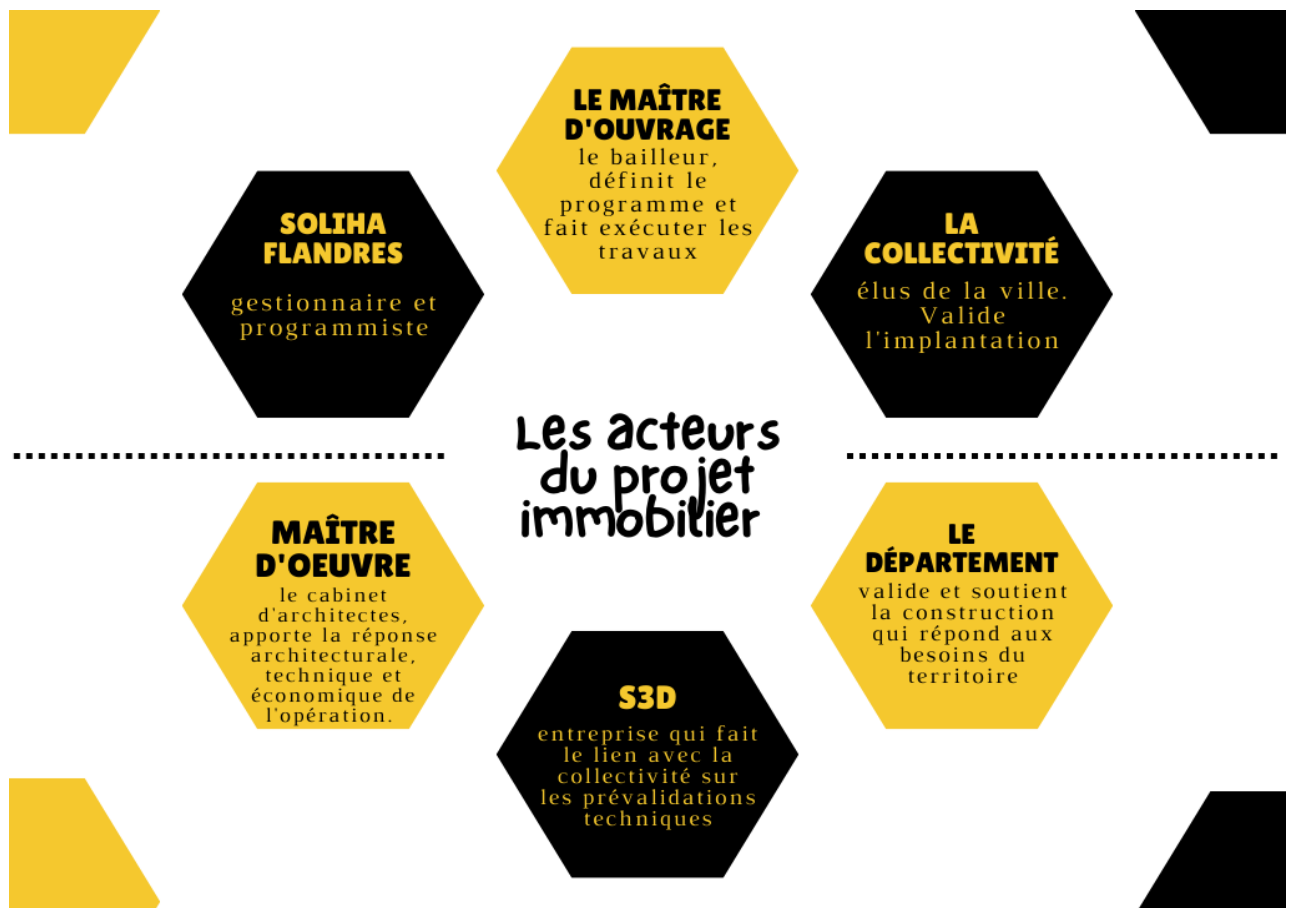 LE MAÎTRE
D'OUVRAGE
le bailleur,
définit le
programme et
fait exécuter les
travaux
SOLIHA
FLANDRES
gestionnaire et
programmiste
LA
COLLECTIVITÉ
élus de la ville.
Valide
l'implantation
Les acteurs
du projet
immobilier
MAÎTRE
D'OEUVRE
le cabinet
d'architectes,
apporte la réponse
architecturale,
technique et
économique de
l'opération.
LE
DÉPARTEMENT
valide et soutient
la construction
qui répond aux
besoins du
territoire
S3D
entreprise qui fait
le lien avec la
collectivité sur
les prévalidations
techniques